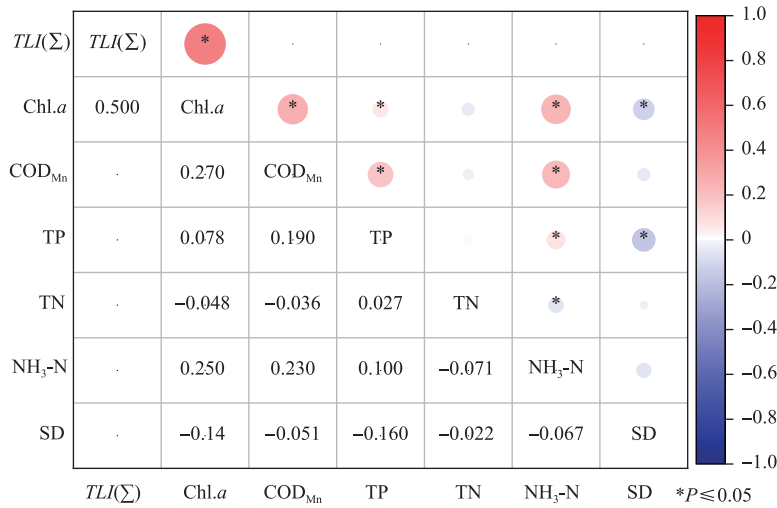 TLI(Σ) TLI(Σ) * · · · · · 1.0
0.8
Chl.a 0.500 Chl.a * * * * 0.6
COD_Mn 0.270 COD_Mn * * 0.4
0.2
TP · 0.078 0.190 TP * * 0
TN · −0.048 −0.036 0.027 TN * −0.2
−0.4
NH₃-N · 0.250 0.230 0.100 −0.071 NH₃-N −0.6
−0.8
SD · −0.14 −0.051 −0.160 −0.022 −0.067 SD −1.0
TLI(Σ) Chl.a COD_Mn TP TN NH₃-N SD *P≤0.05